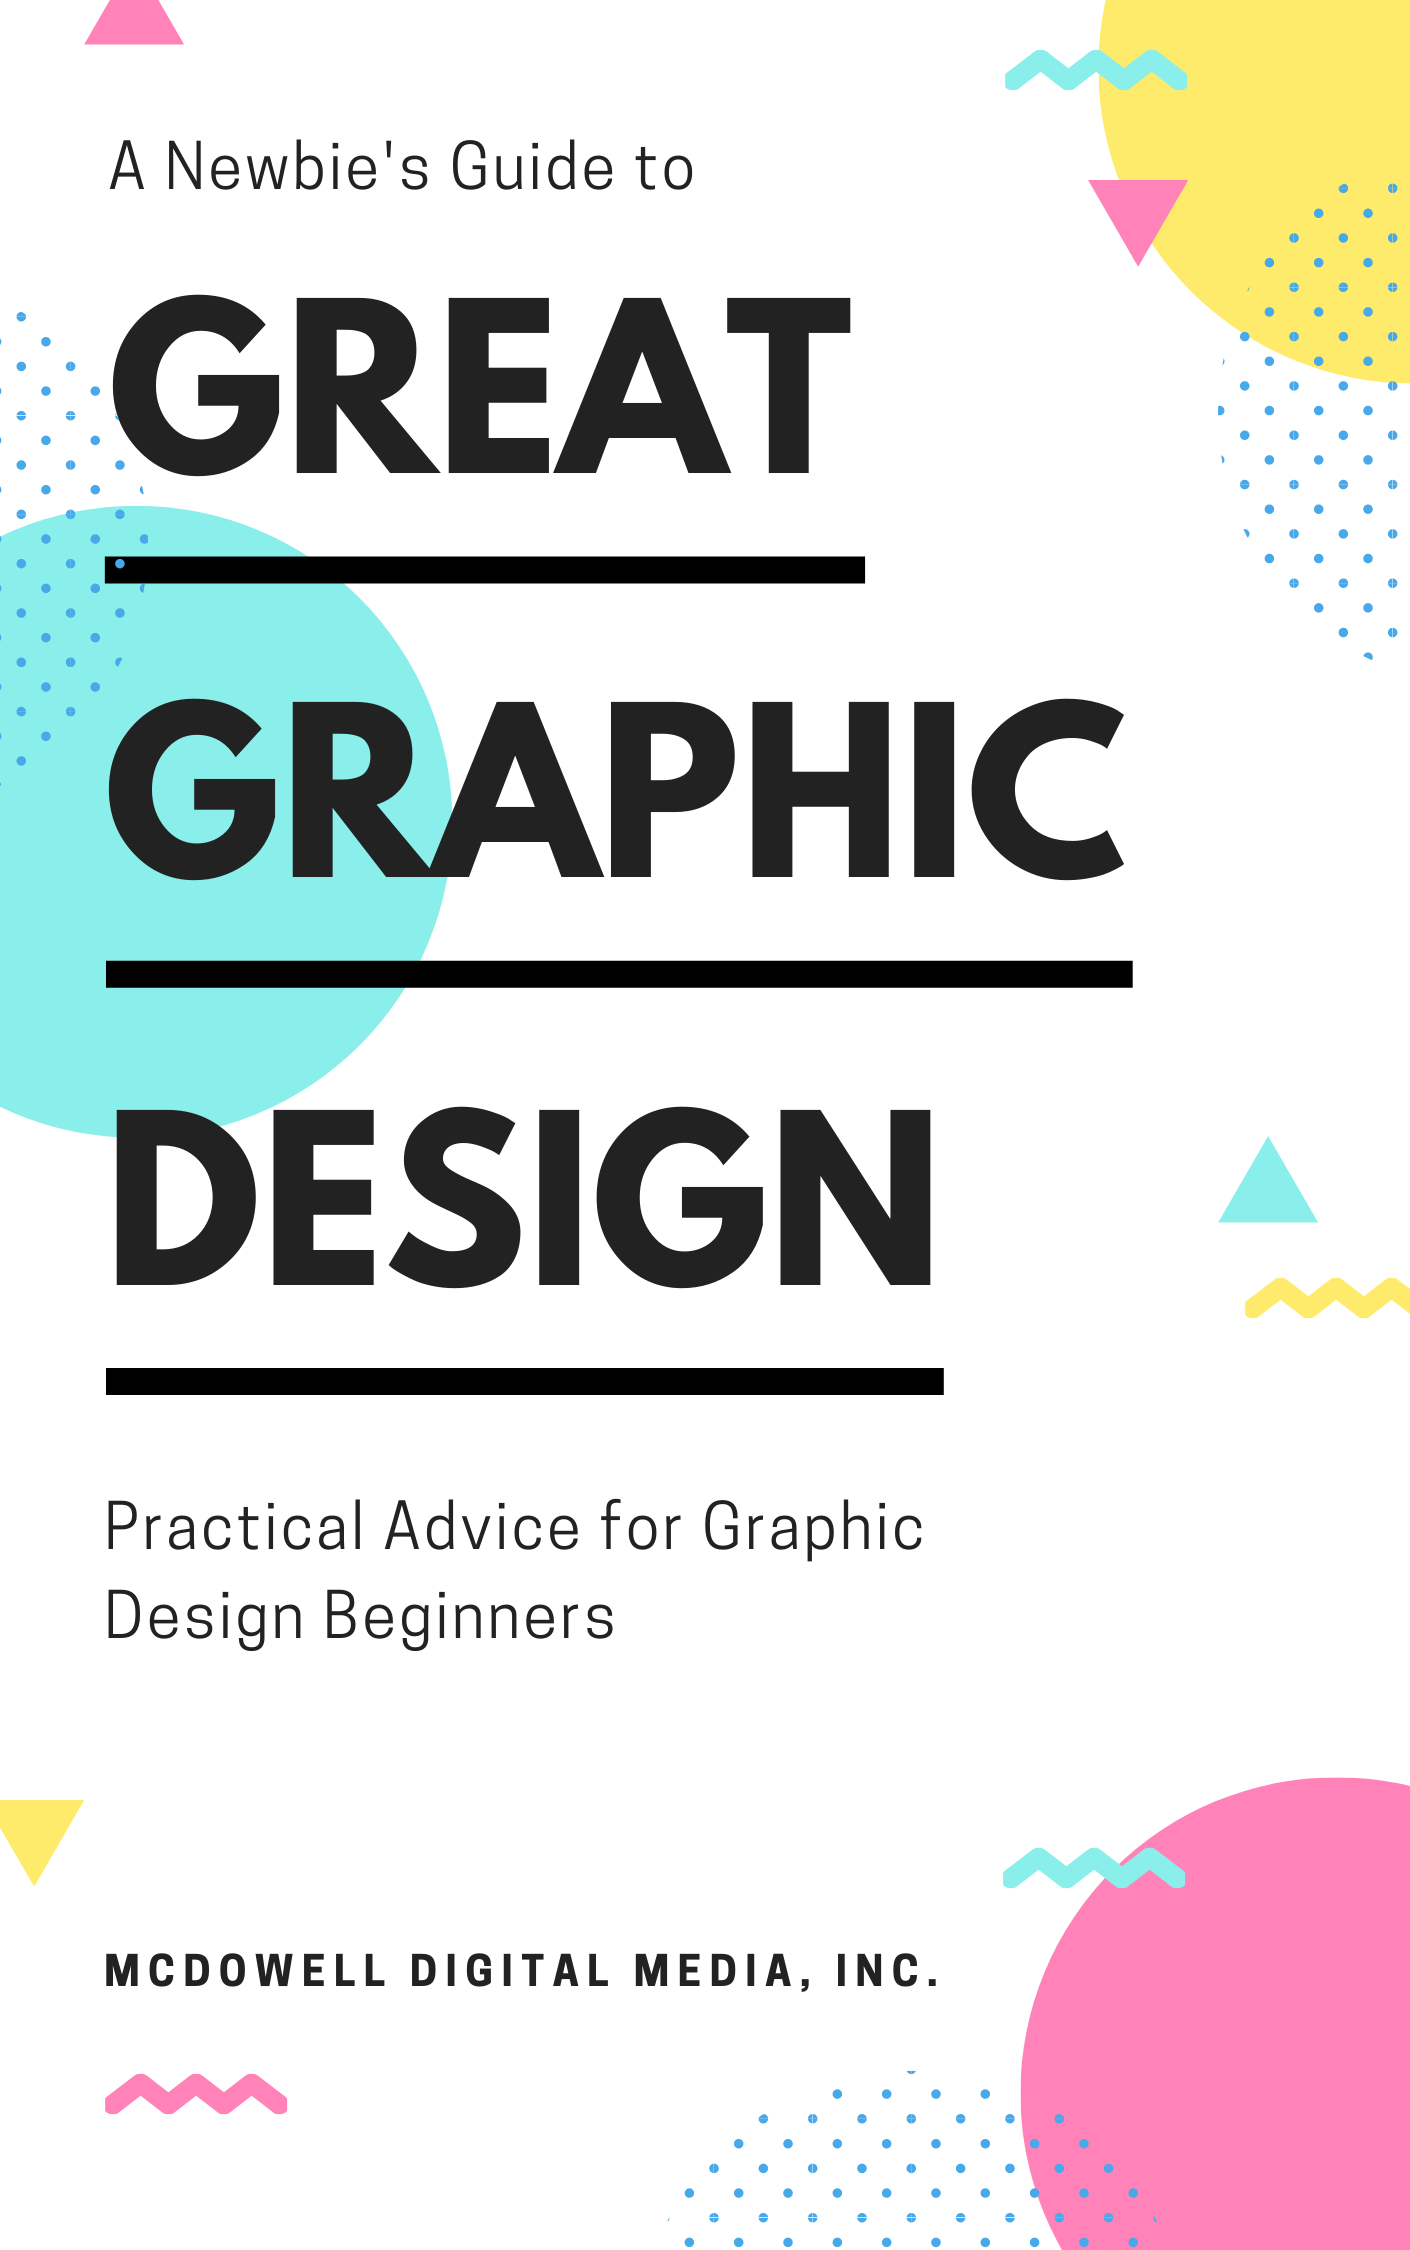 A Newbie's Guide to
GREAT
GRAPHIC
DESIGN
Practical Advice for Graphic
Design Beginners
MCDOWELL DIGITAL MEDIA, INC.